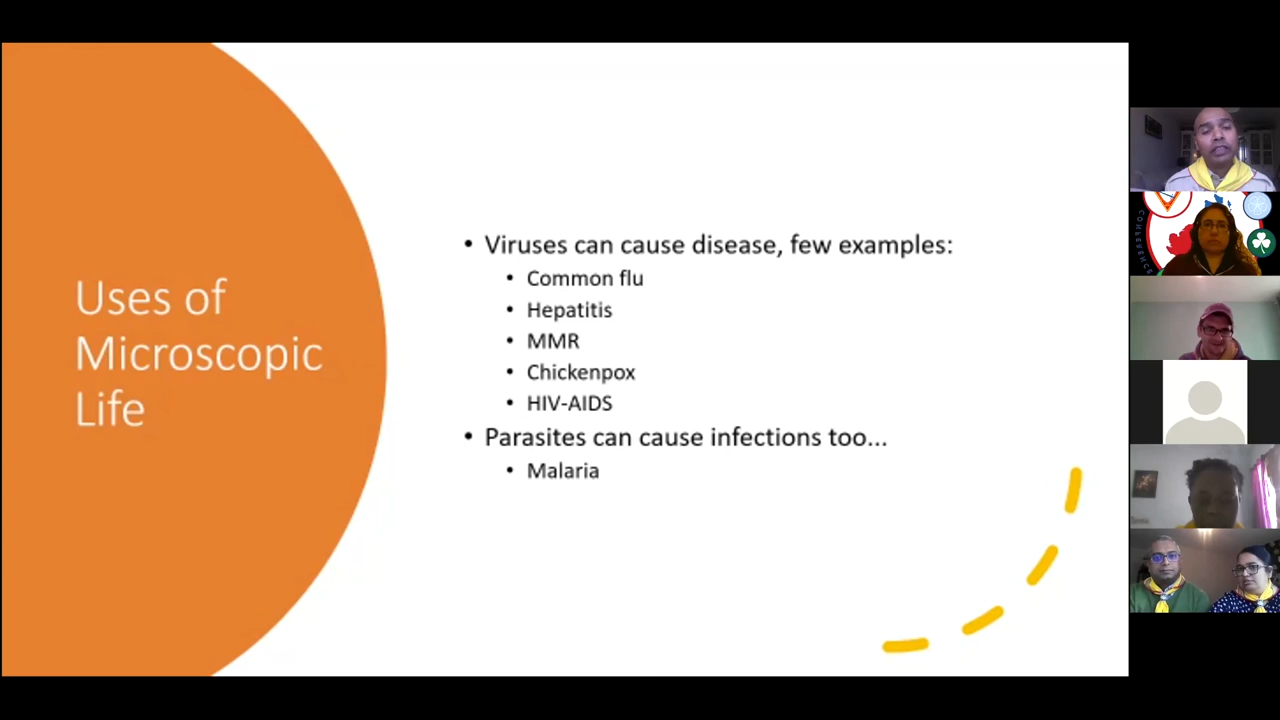 Uses of
Microscopic
Life
• Viruses can cause disease, few examples:
• Common flu
• Hepatitis
• MMR
• Chickenpox
• HIV-AIDS
• Parasites can cause infections too...
• Malaria
CONFERENCE